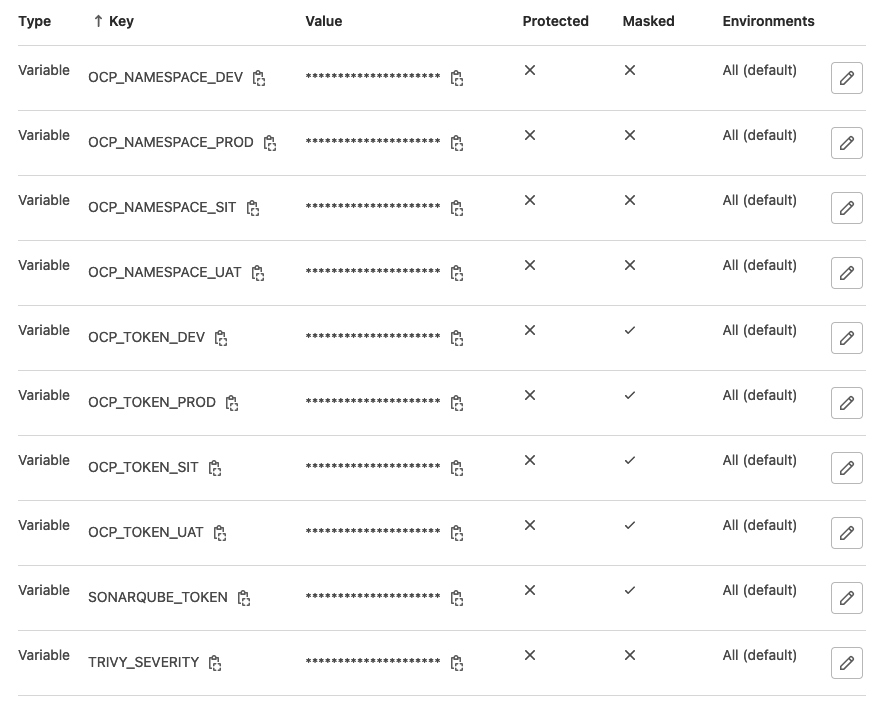 Type ↑ Key Value Protected Masked Environments
Variable OCP_NAMESPACE_DEV ********************* ✕ ✕ All (default)
Variable OCP_NAMESPACE_PROD ********************* ✕ ✕ All (default)
Variable OCP_NAMESPACE_SIT ********************* ✕ ✕ All (default)
Variable OCP_NAMESPACE_UAT ********************* ✕ ✕ All (default)
Variable OCP_TOKEN_DEV ********************* ✕ ✓ All (default)
Variable OCP_TOKEN_PROD ********************* ✕ ✓ All (default)
Variable OCP_TOKEN_SIT ********************* ✕ ✓ All (default)
Variable OCP_TOKEN_UAT ********************* ✕ ✓ All (default)
Variable SONARQUBE_TOKEN ********************* ✕ ✓ All (default)
Variable TRIVY_SEVERITY ********************* ✕ ✕ All (default)